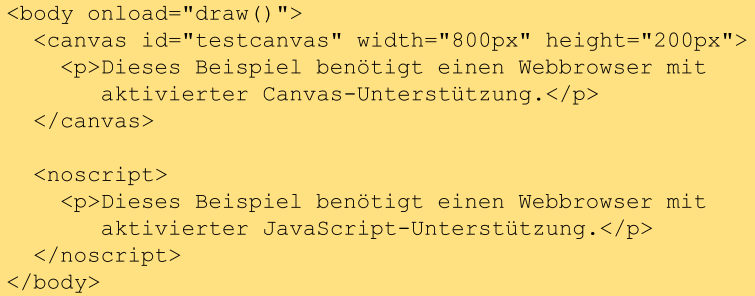 <body onload="draw()">
  <canvas id="testcanvas" width="800px" height="200px">
    <p>Dieses Beispiel benötigt einen Webbrowser mit
       aktivierter Canvas-Unterstützung.</p>
  </canvas>

  <noscript>
    <p>Dieses Beispiel benötigt einen Webbrowser mit
       aktivierter JavaScript-Unterstützung.</p>
  </noscript>
</body>